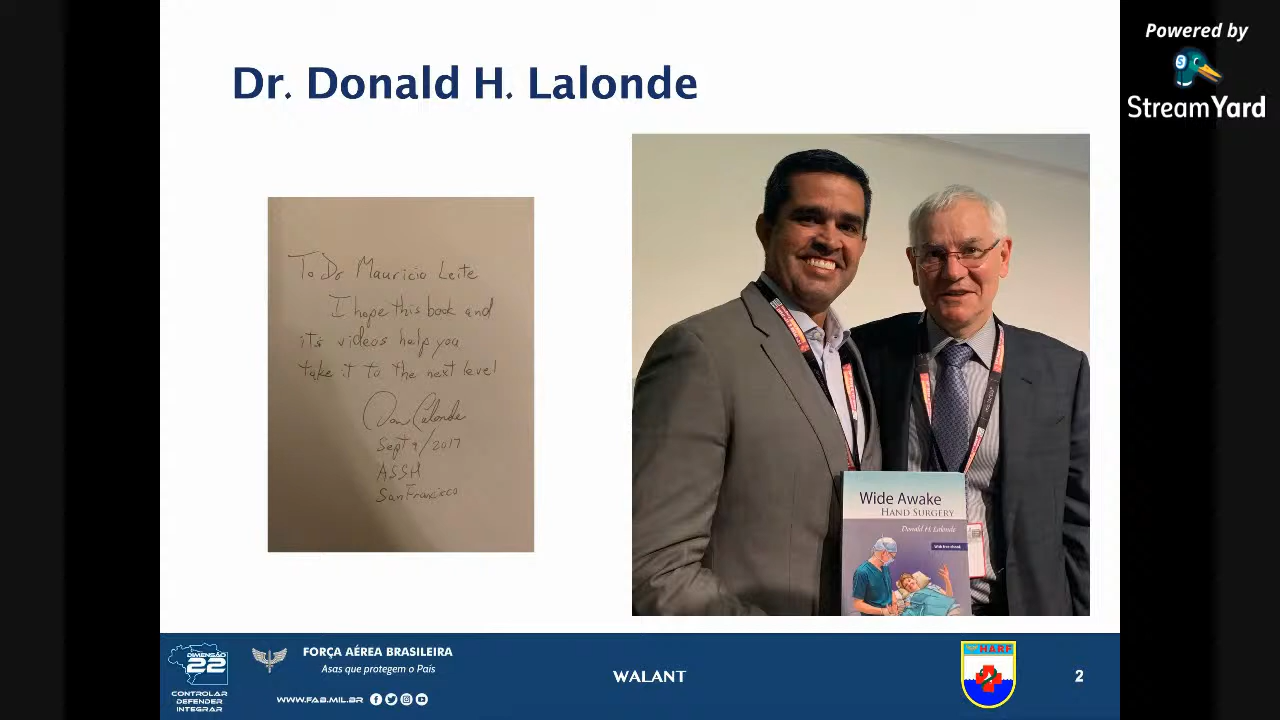 Dr. Donald H. Lalonde
To Dr Mauricio Leite
I hope this book and
its videos help you
take it to the next level
Don Lalonde
Sept 9/2017
ASSH
San Francisco
Wide Awake
HAND SURGERY
Donald H. Lalonde
DIMENSÃO
22
CONTROLAR
DEFENDER
INTEGRAR
FORÇA AÉREA BRASILEIRA
Asas que protegem o País
WWW.FAB.MIL.BR
WALANT
HARF
2
Powered by
StreamYard